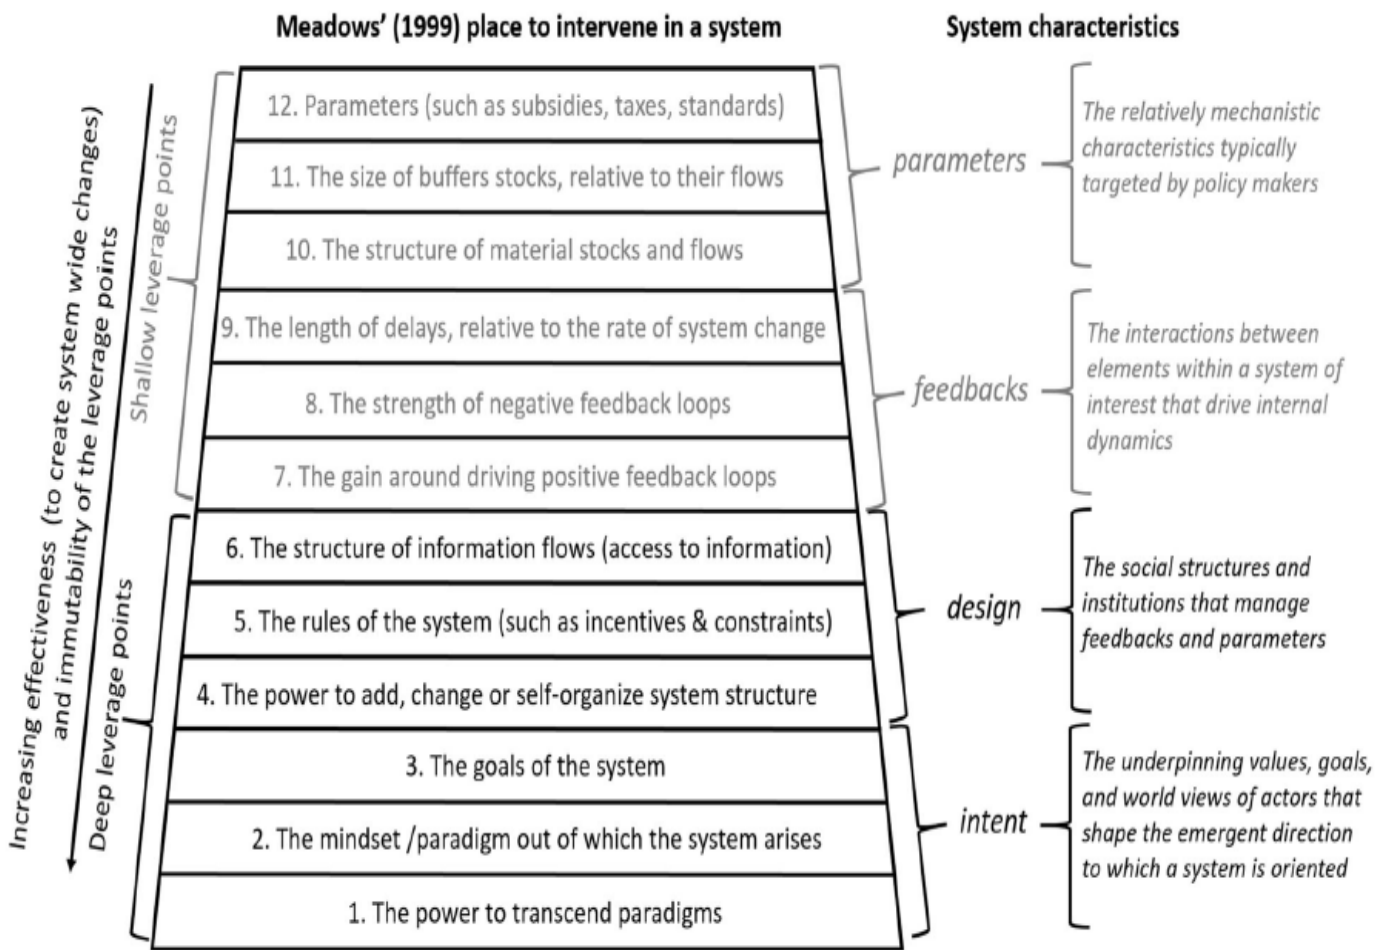 Meadows' (1999) place to intervene in a system
System characteristics
Increasing effectiveness (to create system wide changes)
and immutability of the leverage points
Shallow leverage points
Deep leverage points
12. Parameters (such as subsidies, taxes, standards)
11. The size of buffers stocks, relative to their flows
10. The structure of material stocks and flows
9. The length of delays, relative to the rate of system change
8. The strength of negative feedback loops
7. The gain around driving positive feedback loops
6. The structure of information flows (access to information)
5. The rules of the system (such as incentives & constraints)
4. The power to add, change or self-organize system structure
3. The goals of the system
2. The mindset /paradigm out of which the system arises
1. The power to transcend paradigms
parameters
The relatively mechanistic
characteristics typically
targeted by policy makers
feedbacks
The interactions between
elements within a system of
interest that drive internal
dynamics
design
The social structures and
institutions that manage
feedbacks and parameters
intent
The underpinning values, goals,
and world views of actors that
shape the emergent direction
to which a system is oriented